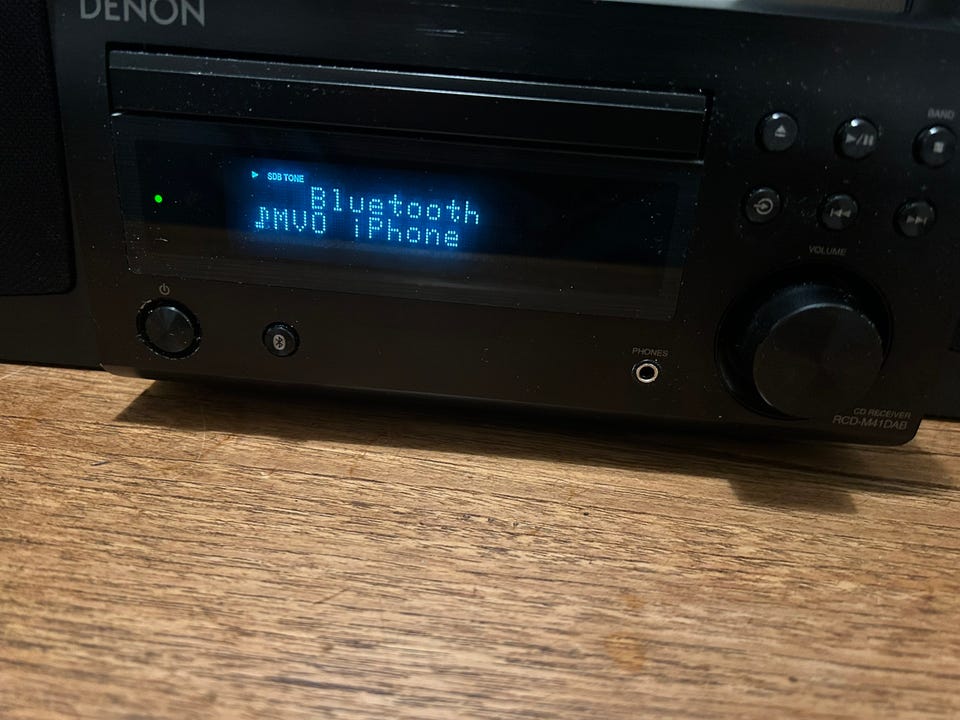 DENON
BAND
SDB TONE
Bluetooth
MVO iPhone
VOLUME
PHONES
CD RECEIVER
RCD-M41DAB